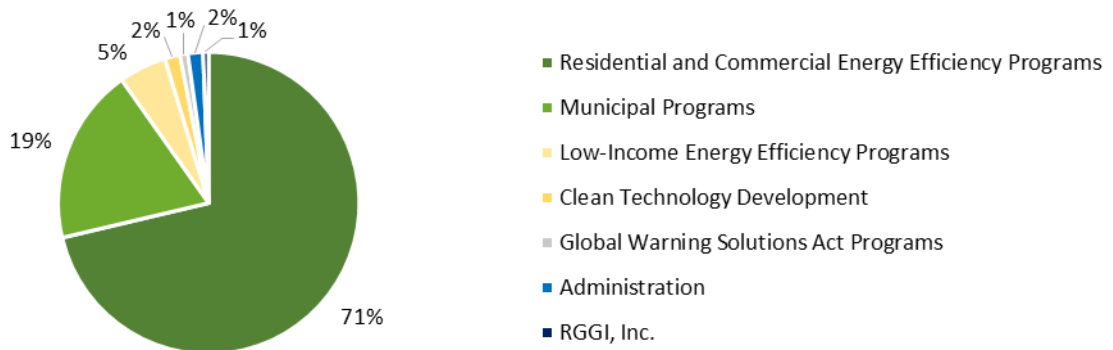 2%
1%
2%
1%
5%
19%
71%
Residential and Commercial Energy Efficiency Programs
Municipal Programs
Low-Income Energy Efficiency Programs
Clean Technology Development
Global Warning Solutions Act Programs
Administration
RGGI, Inc.